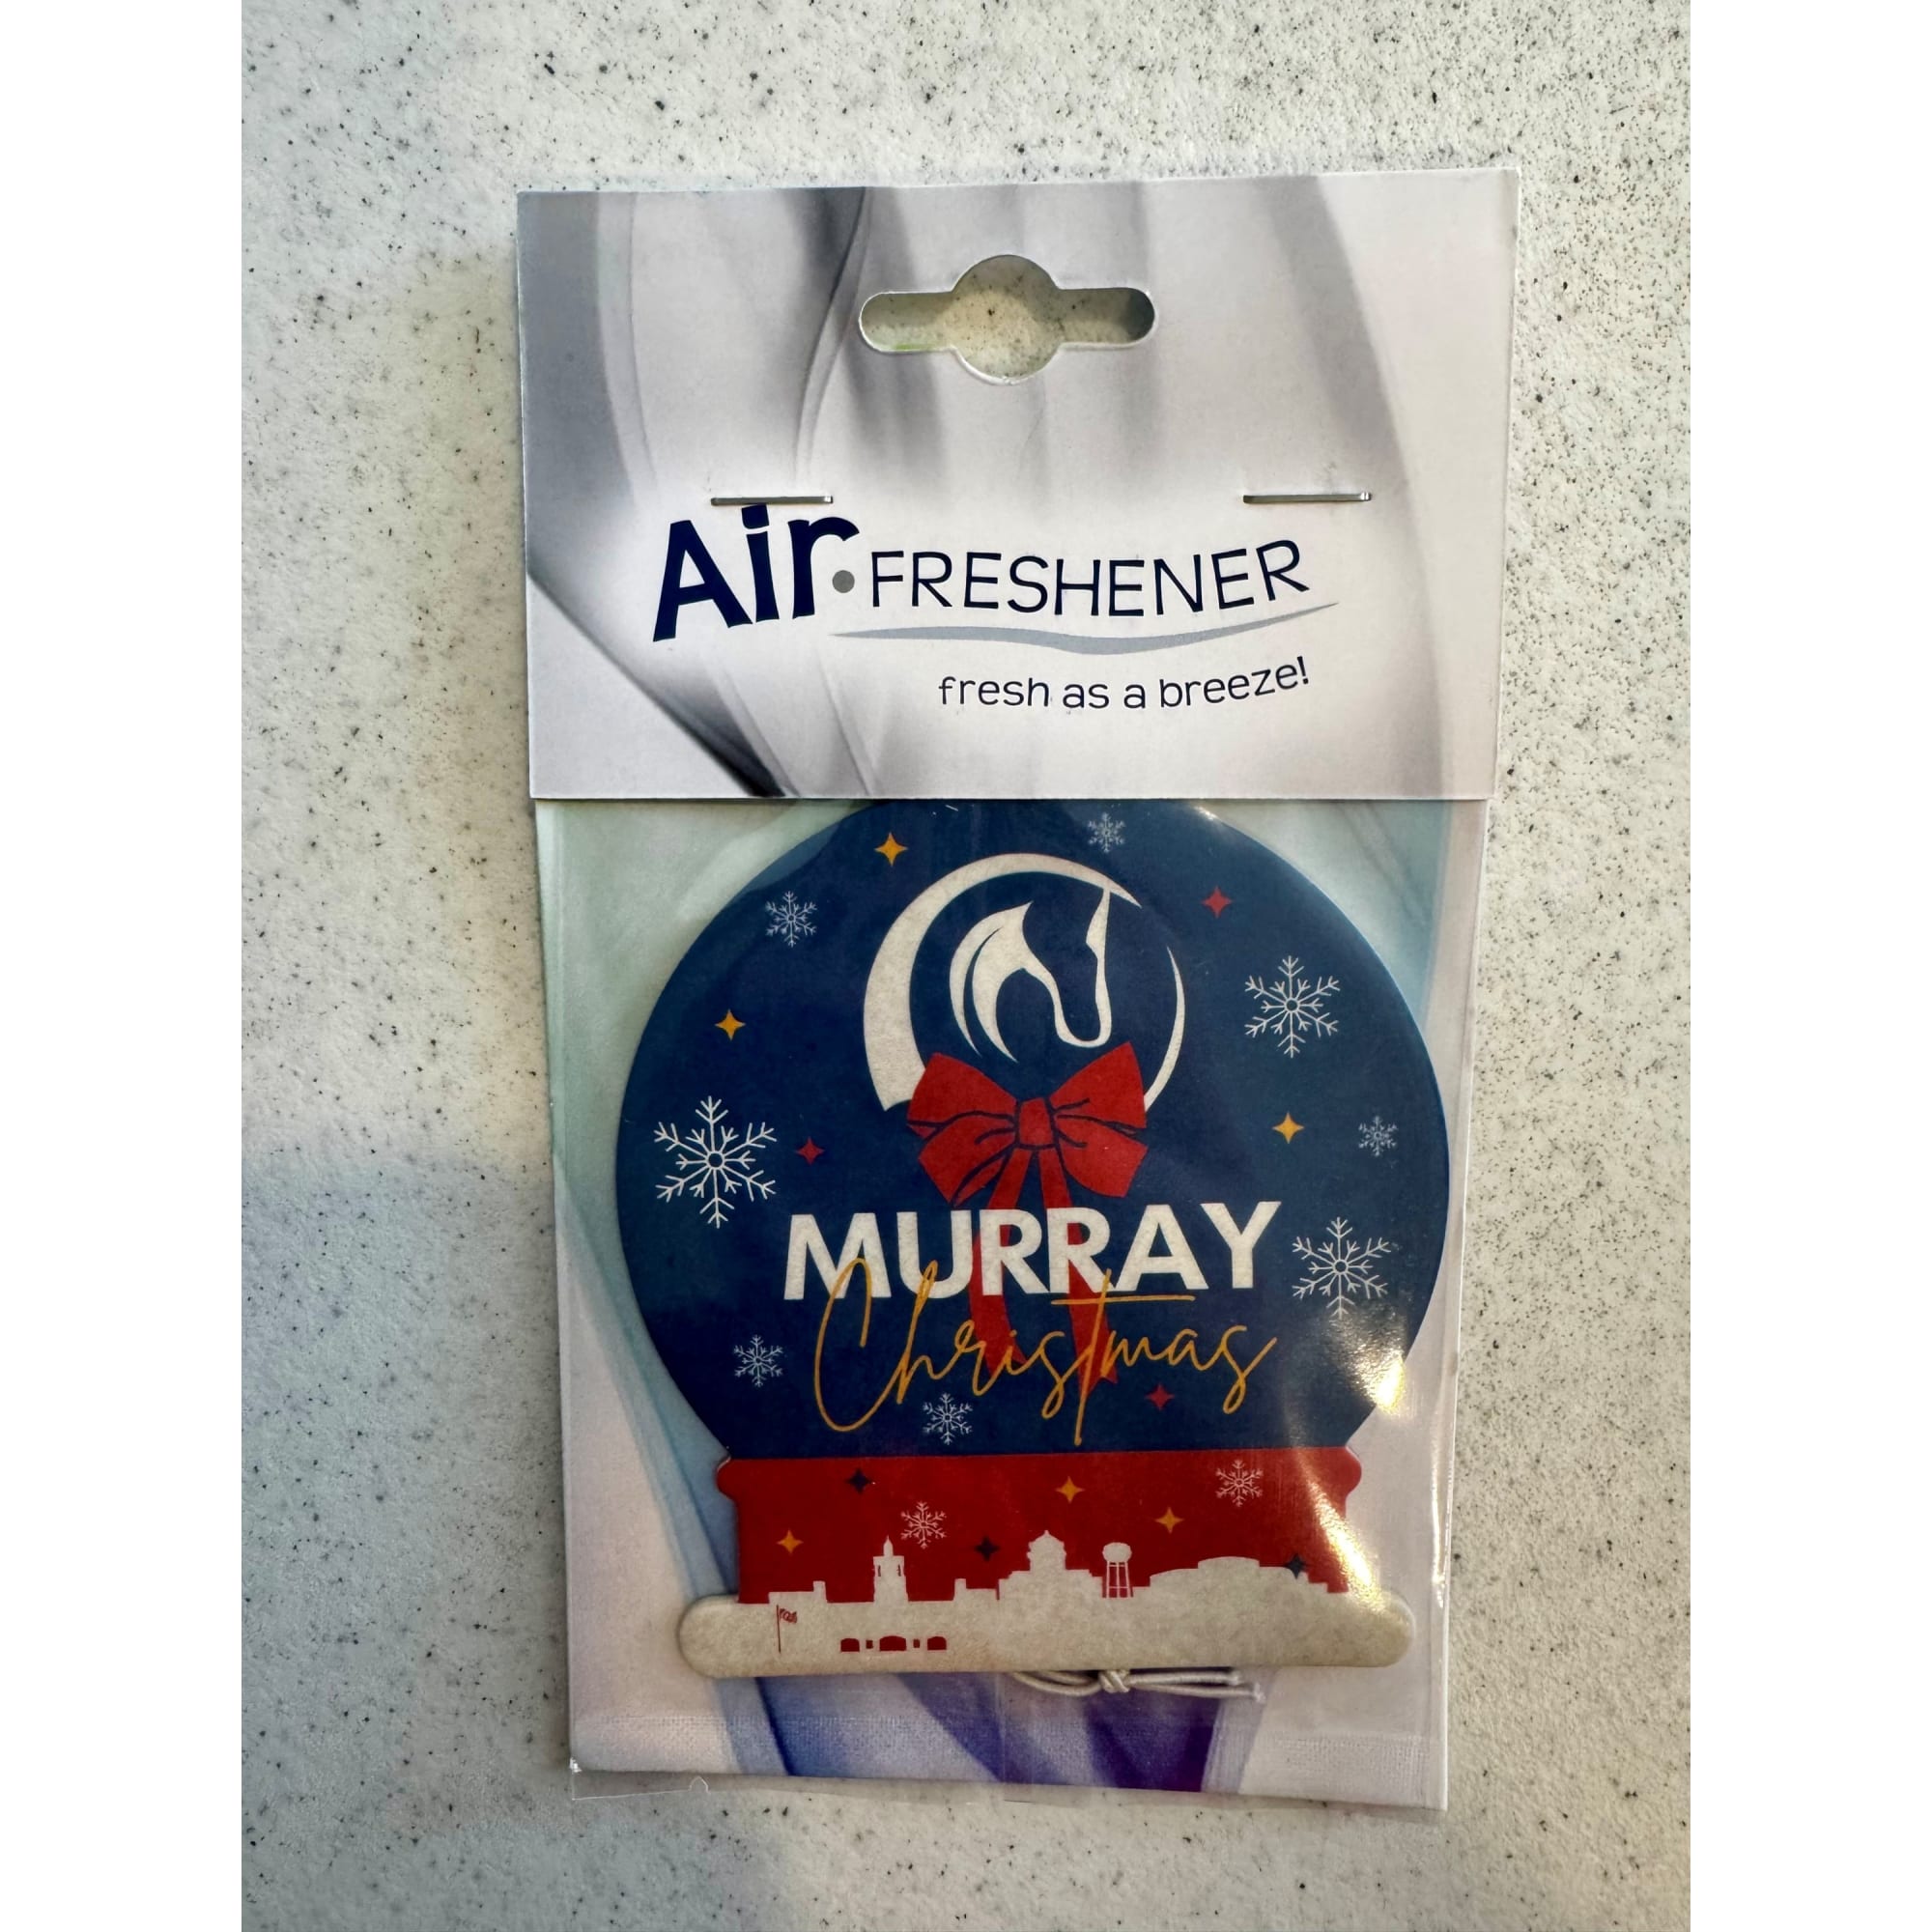 Air.FRESHENER
fresh as a breeze!
MURRAY
Christmas